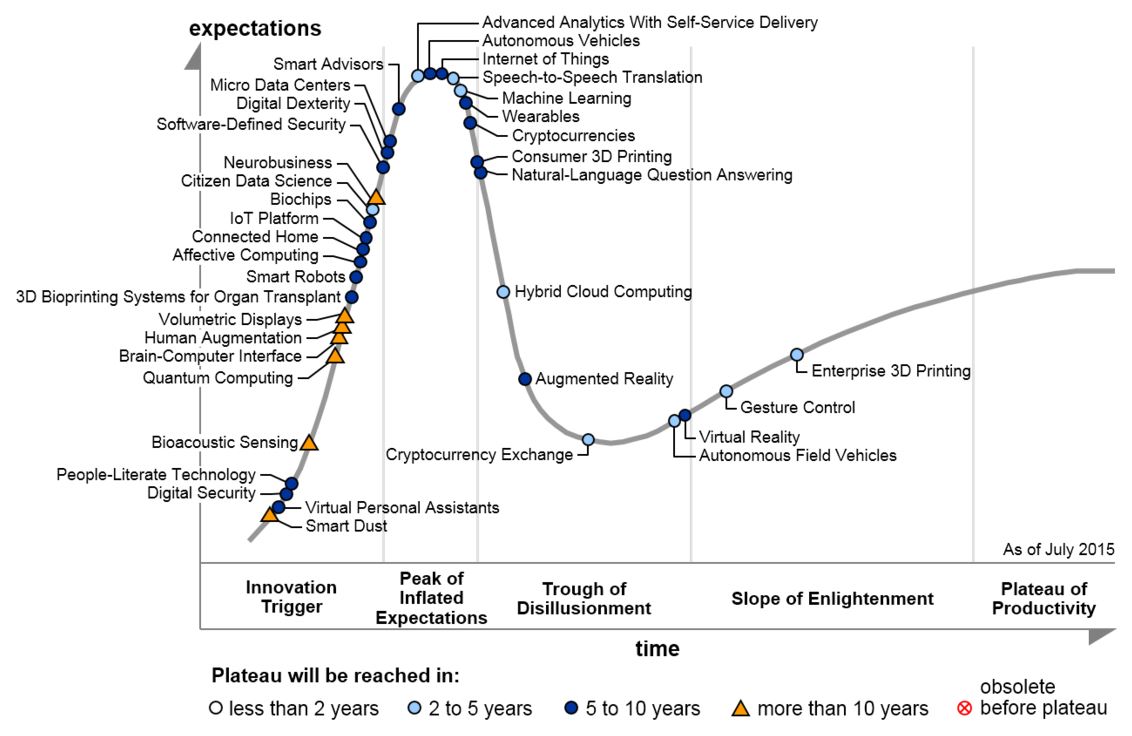 expectations
Advanced Analytics With Self-Service Delivery
Autonomous Vehicles
Internet of Things
Speech-to-Speech Translation
Machine Learning
Wearables
Cryptocurrencies
Consumer 3D Printing
Natural-Language Question Answering
Smart Advisors
Micro Data Centers
Digital Dexterity
Software-Defined Security
Neurobusiness
Citizen Data Science
Biochips
IoT Platform
Connected Home
Affective Computing
Smart Robots
3D Bioprinting Systems for Organ Transplant
Volumetric Displays
Human Augmentation
Brain-Computer Interface
Quantum Computing
Bioacoustic Sensing
People-Literate Technology
Digital Security
Virtual Personal Assistants
Smart Dust
Hybrid Cloud Computing
Augmented Reality
Cryptocurrency Exchange
Enterprise 3D Printing
Gesture Control
Virtual Reality
Autonomous Field Vehicles
As of July 2015
Innovation
Trigger
Peak of
Inflated
Expectations
Trough of
Disillusionment
Slope of Enlightenment
Plateau of
Productivity
time
Plateau will be reached in:
less than 2 years
2 to 5 years
5 to 10 years
more than 10 years
obsolete
before plateau